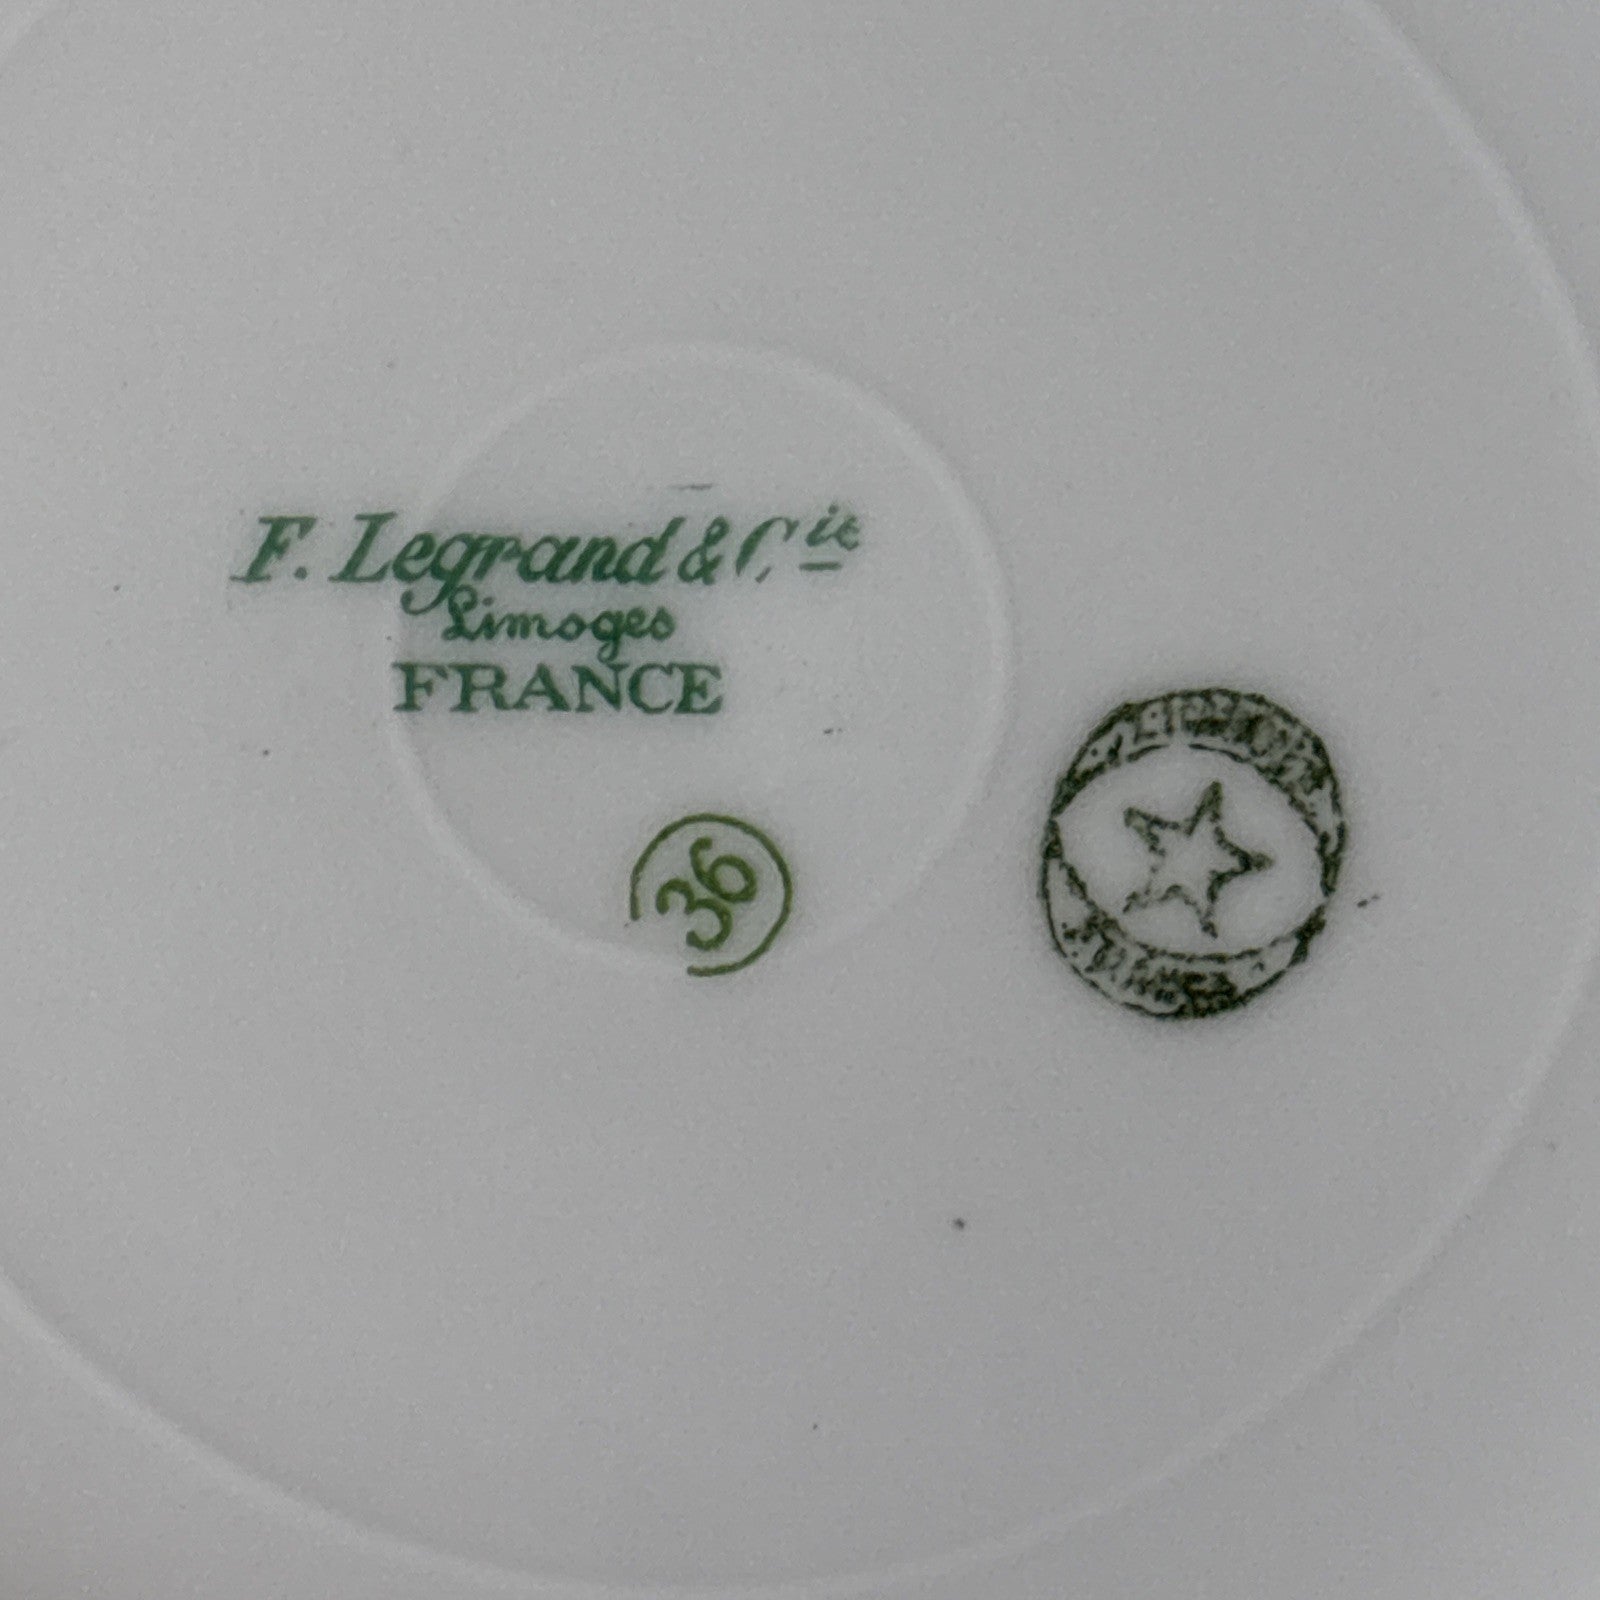 F. Legrand & Cie
Limoges
FRANCE
36